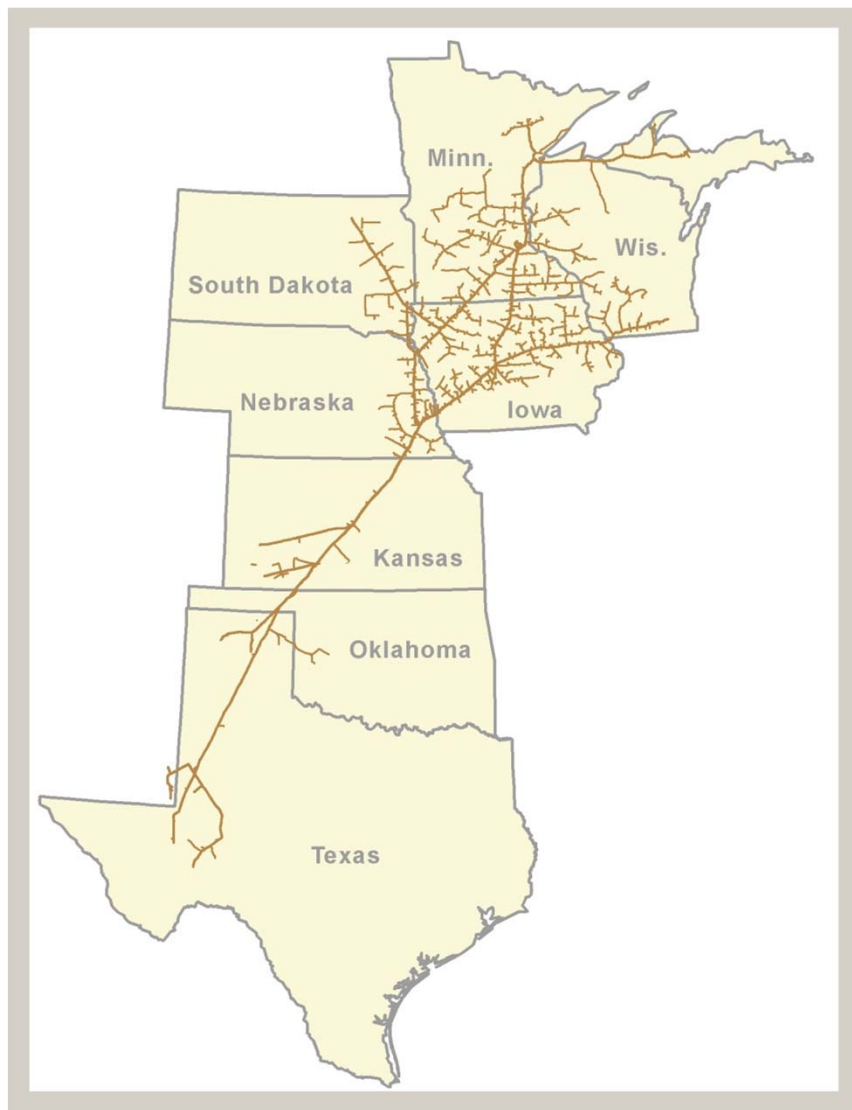 Minn.
Wis.
South Dakota
Nebraska
Iowa
Kansas
Oklahoma
Texas